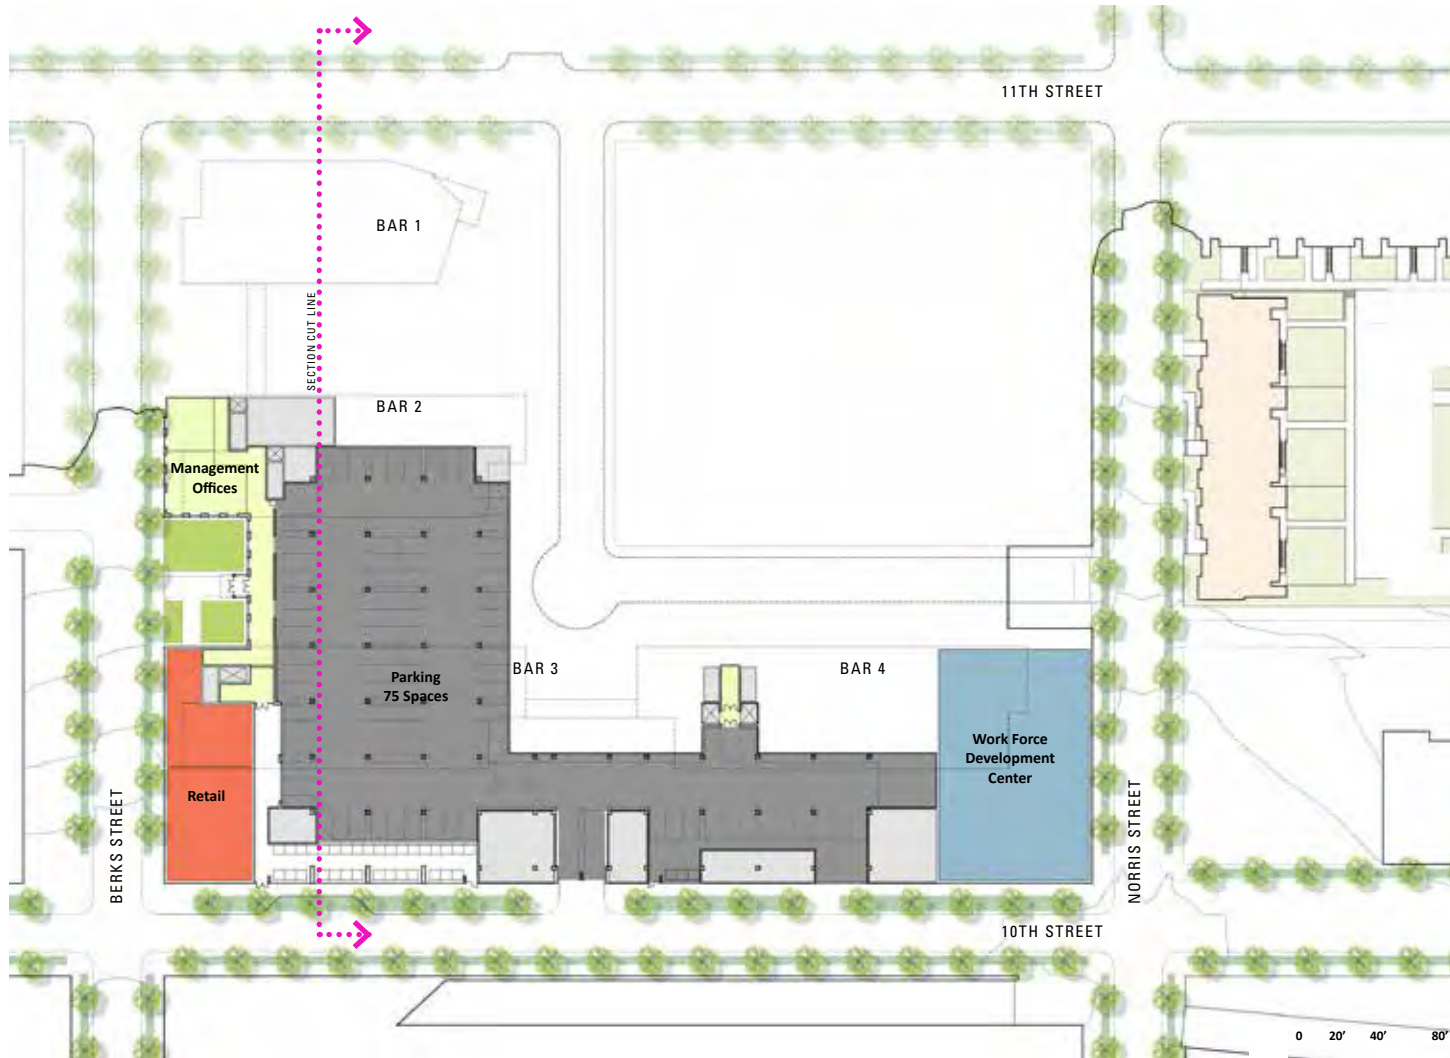 11TH STREET
BAR 1
SECTION CUT LINE
BAR 2
Management
Offices
BAR 3
BAR 4
Parking
75 Spaces
Work Force
Development
Center
Retail
BERKS STREET
NORRIS STREET
10TH STREET
0 20’ 40’ 80’